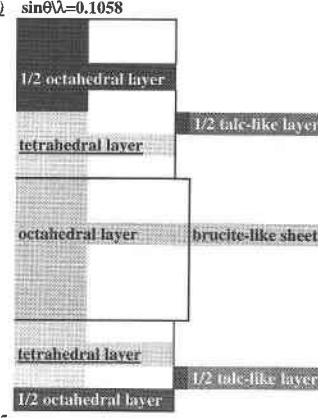 ) sinθ\λ=0.1058
1/2 octahedral layer
1/2 talc-like layer
tetrahedral layer
octahedral layer
brucite-like sheet
tetrahedral layer
1/2 talc-like layer
1/2 octahedral layer